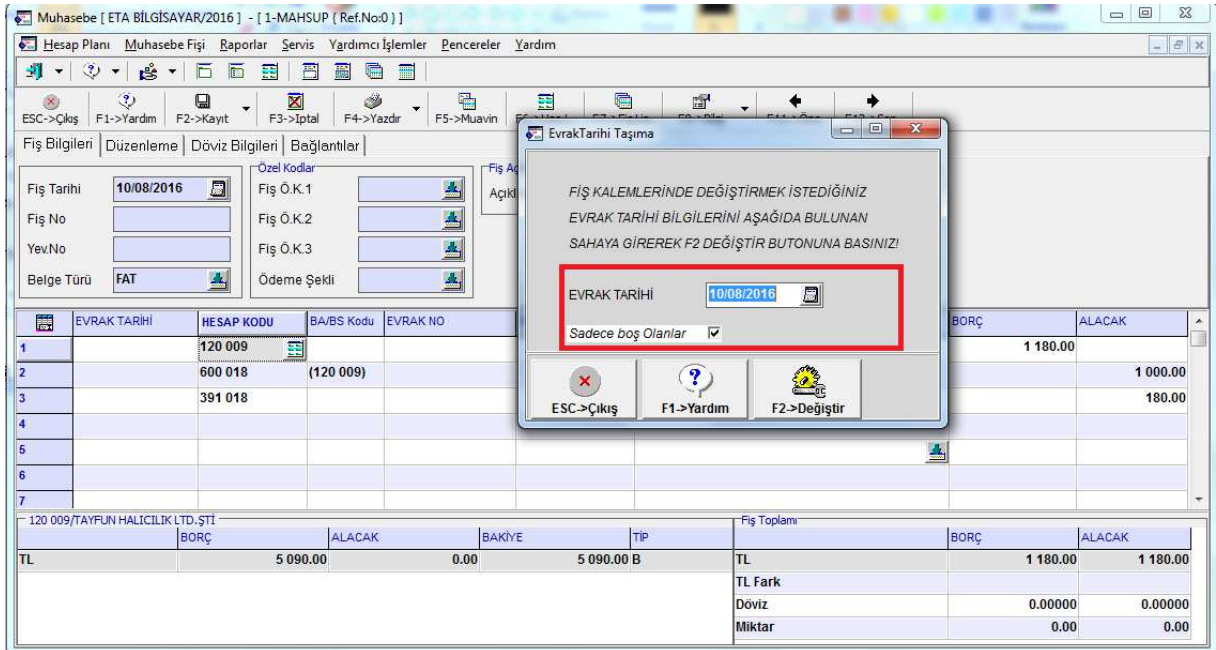 Muhasebe [ ETA BİLGİSAYAR/2016 ] - [ 1-MAHSUP { Ref.No:0 } ]
Hesap Planı Muhasebe Fişi Raporlar Servis Yardımcı İşlemler Pencereler Yardım
ESC->Çıkış F1->Yardım F2->Kayıt F3->İptal F4->Yazdır F5->Muavin
Fiş Bilgileri Düzenleme Döviz Bilgileri Bağlantılar
Özel Kodlar
Fiş Tarihi 10/08/2016 Fiş Ö.K.1
Fiş No Fiş Ö.K.2
Yev.No Fiş Ö.K.3
Belge Türü FAT Ödeme Şekli
EvrakTarihi Taşıma
FİŞ KALEMLERİNDE DEĞİŞTİRMEK İSTEDİĞİNİZ
EVRAK TARİHİ BİLGİLERİNİ AŞAĞIDA BULUNAN
SAHAYA GİREREK F2 DEĞİŞTİR BUTONUNA BASINIZ!
EVRAK TARİHİ 10/08/2016
Sadece boş Olanlar
ESC->Çıkış F1->Yardım F2->Değiştir
EVRAK TARİHİ HESAP KODU BA/BS Kodu EVRAK NO BORÇ ALACAK
1 120 009 1 180.00
2 600 018 (120 009) 1 000.00
3 391 018 180.00
4
5
6
7
120 009/TAYFUN HALICILIK LTD.ŞTİ Fiş Toplamı
BORÇ ALACAK BAKİYE TİP BORÇ ALACAK
TL 5 090.00 0.00 5 090.00 B TL 1 180.00 1 180.00
TL Fark
Döviz 0.00000 0.00000
Miktar 0.00 0.00